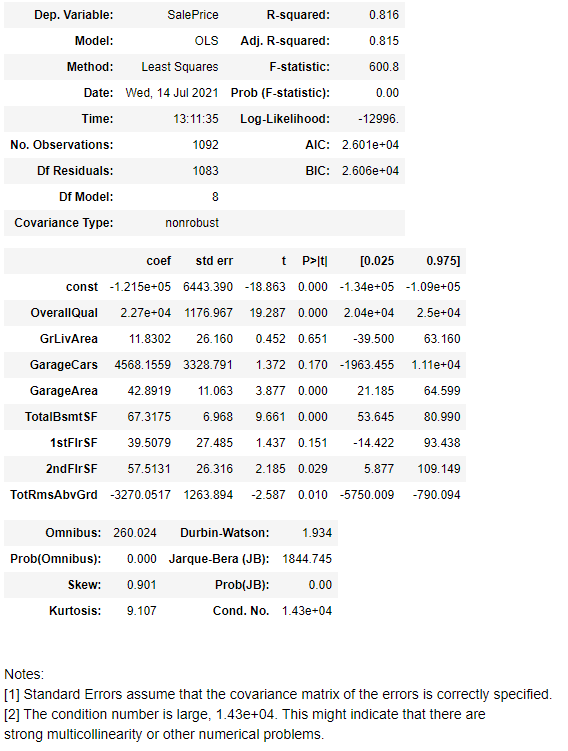 Dep. Variable: SalePrice R-squared: 0.816
Model: OLS Adj. R-squared: 0.815
Method: Least Squares F-statistic: 600.8
Date: Wed, 14 Jul 2021 Prob (F-statistic): 0.00
Time: 13:11:35 Log-Likelihood: -12996.
No. Observations: 1092 AIC: 2.601e+04
Df Residuals: 1083 BIC: 2.606e+04
Df Model: 8
Covariance Type: nonrobust
coef std err t P>|t| [0.025 0.975]
const -1.215e+05 6443.390 -18.863 0.000 -1.34e+05 -1.09e+05
OverallQual 2.27e+04 1176.967 19.287 0.000 2.04e+04 2.5e+04
GrLivArea 11.8302 26.160 0.452 0.651 -39.500 63.160
GarageCars 4568.1559 3328.791 1.372 0.170 -1963.455 1.11e+04
GarageArea 42.8919 11.063 3.877 0.000 21.185 64.599
TotalBsmtSF 67.3175 6.968 9.661 0.000 53.645 80.990
1stFlrSF 39.5079 27.485 1.437 0.151 -14.422 93.438
2ndFlrSF 57.5131 26.316 2.185 0.029 5.877 109.149
TotRmsAbvGrd -3270.0517 1263.894 -2.587 0.010 -5750.009 -790.094
Omnibus: 260.024 Durbin-Watson: 1.934
Prob(Omnibus): 0.000 Jarque-Bera (JB): 1844.745
Skew: 0.901 Prob(JB): 0.00
Kurtosis: 9.107 Cond. No. 1.43e+04
Notes:
[1] Standard Errors assume that the covariance matrix of the errors is correctly specified.
[2] The condition number is large, 1.43e+04. This might indicate that there are
strong multicollinearity or other numerical problems.